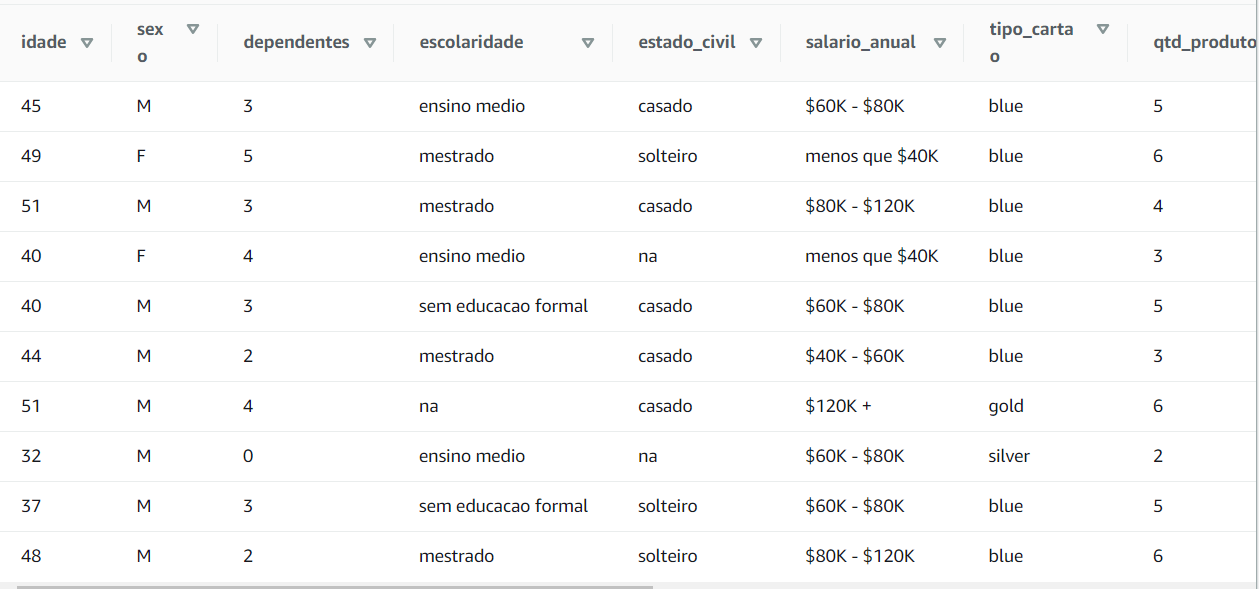 idade sexo dependentes escolaridade estado_civil salario_anual tipo_cartao qtd_produto
45 M 3 ensino medio casado $60K - $80K blue 5
49 F 5 mestrado solteiro menos que $40K blue 6
51 M 3 mestrado casado $80K - $120K blue 4
40 F 4 ensino medio na menos que $40K blue 3
40 M 3 sem educacao formal casado $60K - $80K blue 5
44 M 2 mestrado casado $40K - $60K blue 3
51 M 4 na casado $120K + gold 6
32 M 0 ensino medio na $60K - $80K silver 2
37 M 3 sem educacao formal solteiro $60K - $80K blue 5
48 M 2 mestrado solteiro $80K - $120K blue 6